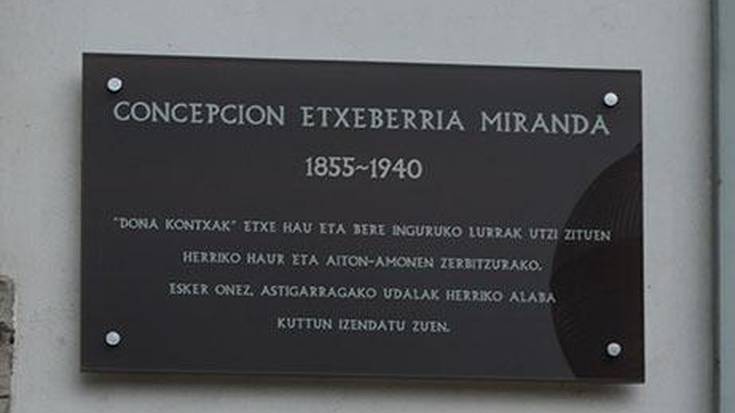 CONCEPCION ETXEBERRIA MIRANDA
1855~1940
"DONA KONTXAK" ETXE HAU ETA BERE INGURUKO LURRAK UTZI ZITUEN
HERRIKO HAUR ETA AITON-AMONEN ZERBITZURAKO.
ESKER ONEZ, ASTIGARRAGAKO UDALAK HERRIKO ALABA
KUTTUN IZENDATU ZUEN.